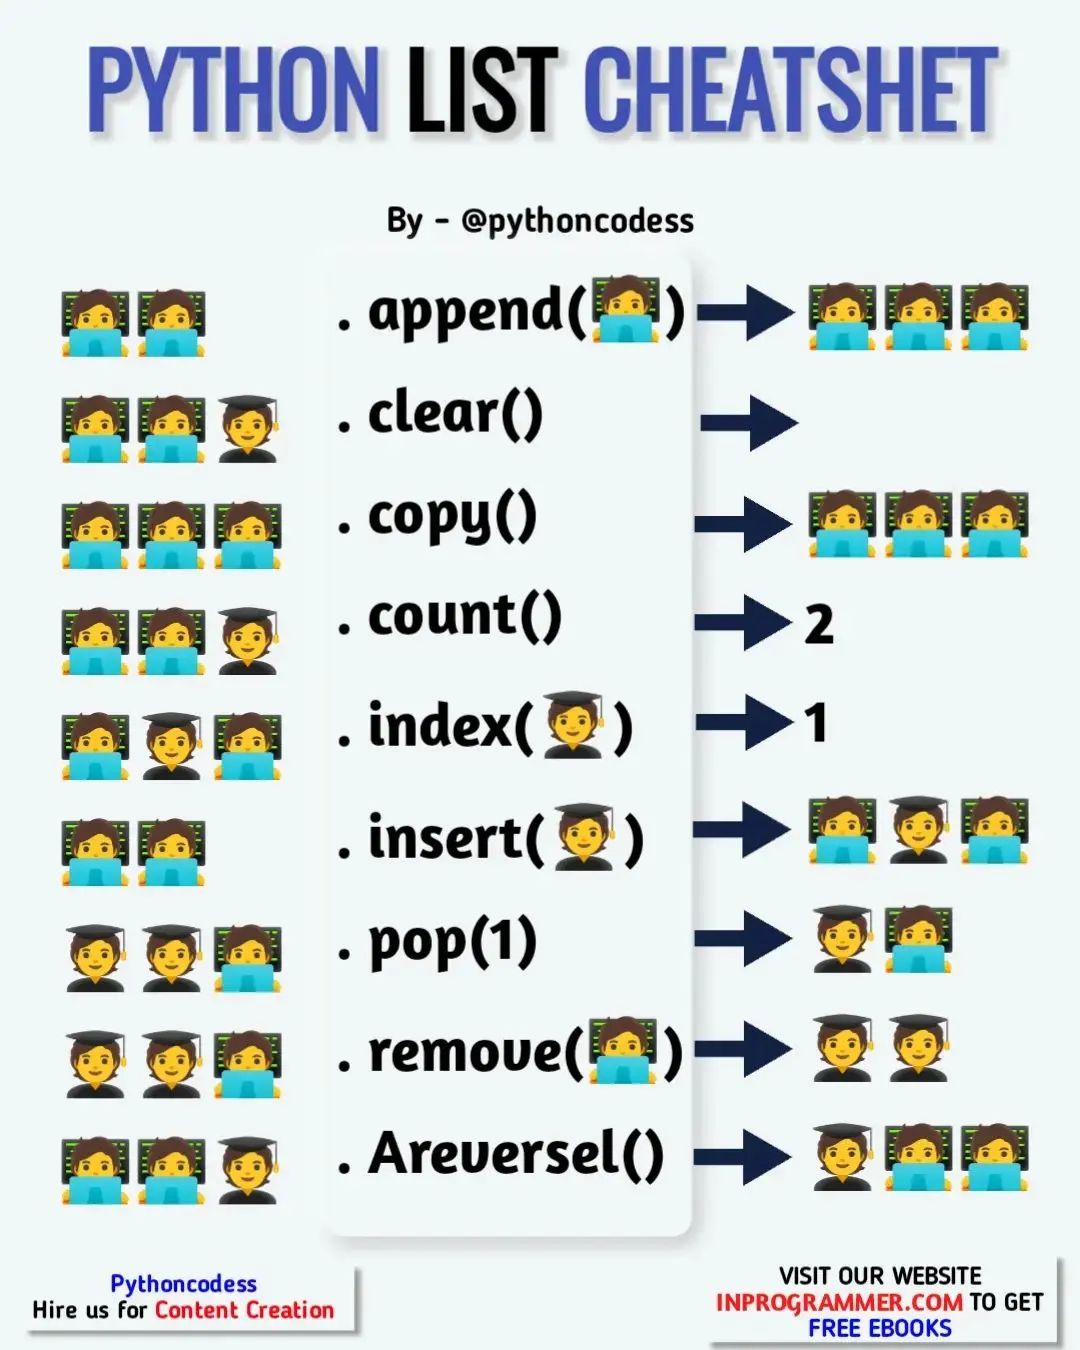 PYTHON LIST CHEATSHET
By - @pythoncodess
. append( )
. clear()
. copy()
. count()
2
. index( )
1
. insert( )
. pop(1)
. remove( )
. Areversel()
Pythoncodess
Hire us for Content Creation
VISIT OUR WEBSITE
INPROGRAMMER.COM TO GET
FREE EBOOKS